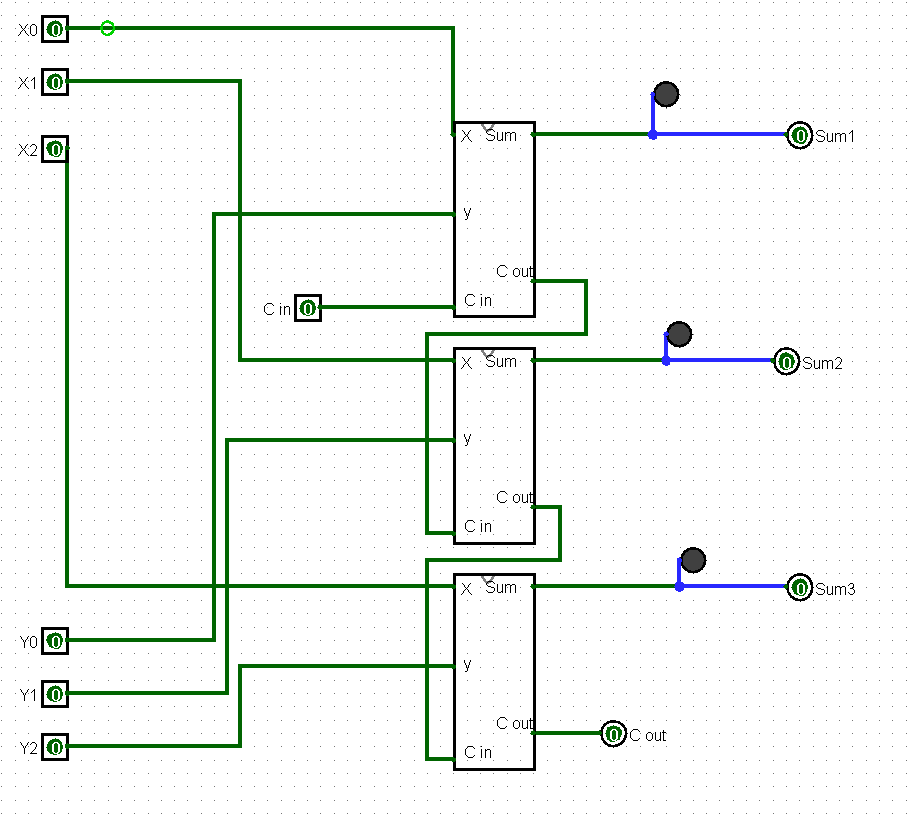 X0 0
X1 0
X2 0
X Sum
0 Sum1
y
C out
C in 0
C in
X Sum
0 Sum2
y
C out
C in
X Sum
0 Sum3
Y0 0
y
Y1 0
C out
0 C out
Y2 0
C in